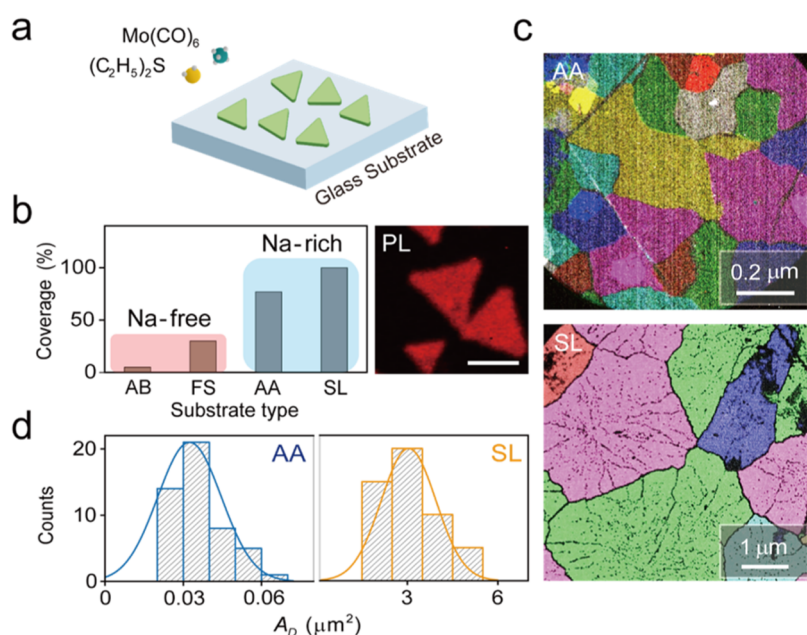 a
Mo(CO)₆
(C₂H₅)₂S
Glass Substrate
b
Coverage (%)
100
50
0
Na-free
Na-rich
AB FS AA SL
Substrate type
PL
c
AA
0.2 μm
SL
1 μm
d
Counts
20
10
0
AA
SL
0 0.03 0.06 3 6
A_D (μm²)